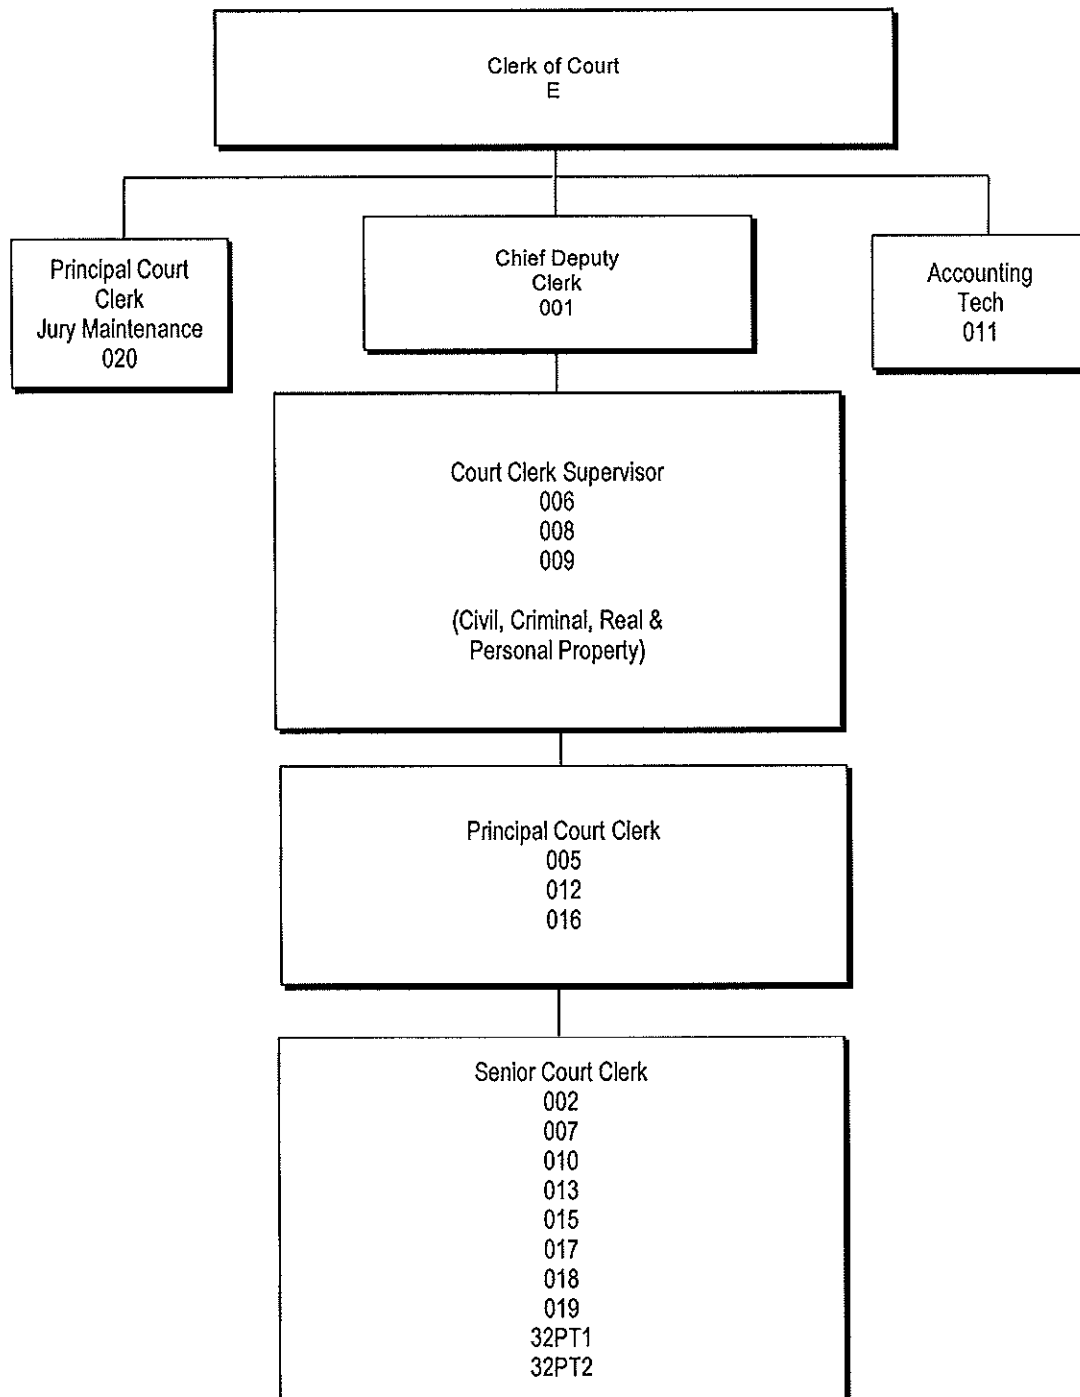 Clerk of Court
E
Principal Court
Clerk
Jury Maintenance
020
Chief Deputy
Clerk
001
Accounting
Tech
011
Court Clerk Supervisor
006
008
009
(Civil, Criminal, Real &
Personal Property)
Principal Court Clerk
005
012
016
Senior Court Clerk
002
007
010
013
015
017
018
019
32PT1
32PT2